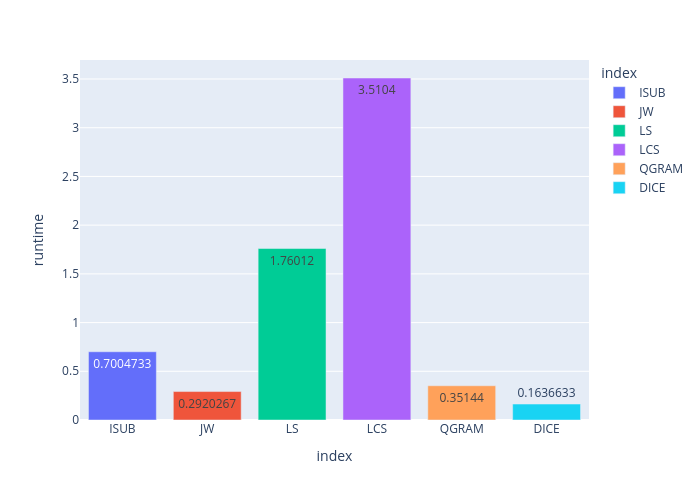 3.5
3
2.5
2
1.5
1
0.5
0
runtime
0.7004733
0.2920267
1.76012
3.5104
0.35144
0.1636633
ISUB JW LS LCS QGRAM DICE
index
index
ISUB
JW
LS
LCS
QGRAM
DICE